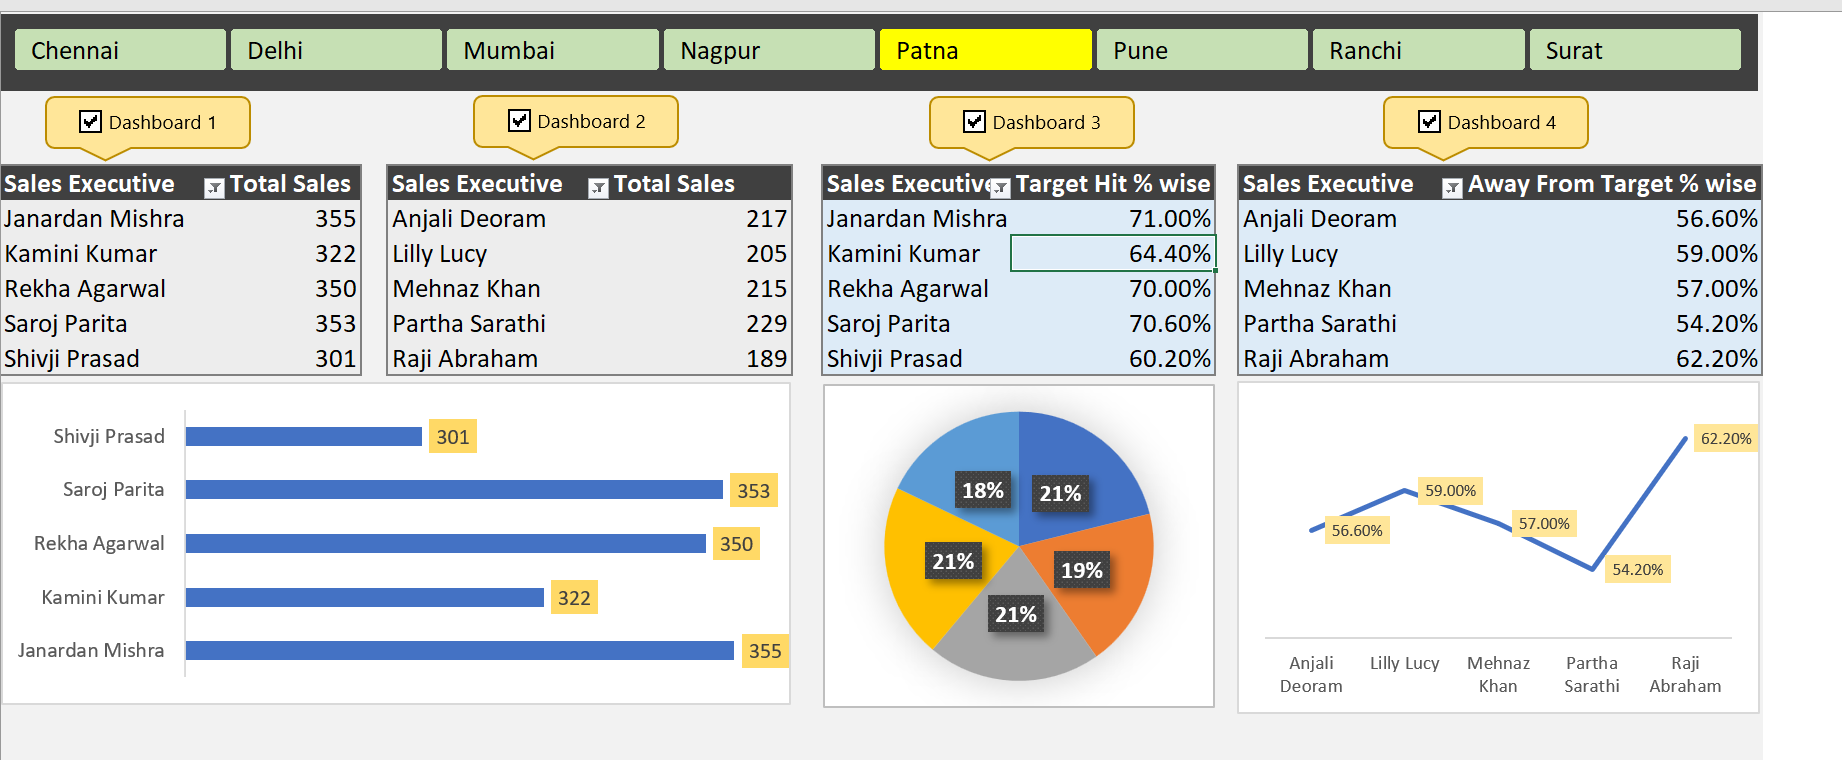 Chennai Delhi Mumbai Nagpur Patna Pune Ranchi Surat
Dashboard 1 Dashboard 2 Dashboard 3 Dashboard 4
Sales Executive Total Sales
Janardan Mishra 355
Kamini Kumar 322
Rekha Agarwal 350
Saroj Parita 353
Shivji Prasad 301
Sales Executive Total Sales
Anjali Deoram 217
Lilly Lucy 205
Mehnaz Khan 215
Partha Sarathi 229
Raji Abraham 189
Sales Executive Target Hit % wise
Janardan Mishra 71.00%
Kamini Kumar 64.40%
Rekha Agarwal 70.00%
Saroj Parita 70.60%
Shivji Prasad 60.20%
Sales Executive Away From Target % wise
Anjali Deoram 56.60%
Lilly Lucy 59.00%
Mehnaz Khan 57.00%
Partha Sarathi 54.20%
Raji Abraham 62.20%
Shivji Prasad 301
Saroj Parita 353
Rekha Agarwal 350
Kamini Kumar 322
Janardan Mishra 355
18% 21%
21% 19%
21%
62.20%
59.00%
56.60% 57.00%
54.20%
Anjali Lilly Lucy Mehnaz Partha Raji
Deoram Khan Sarathi Abraham